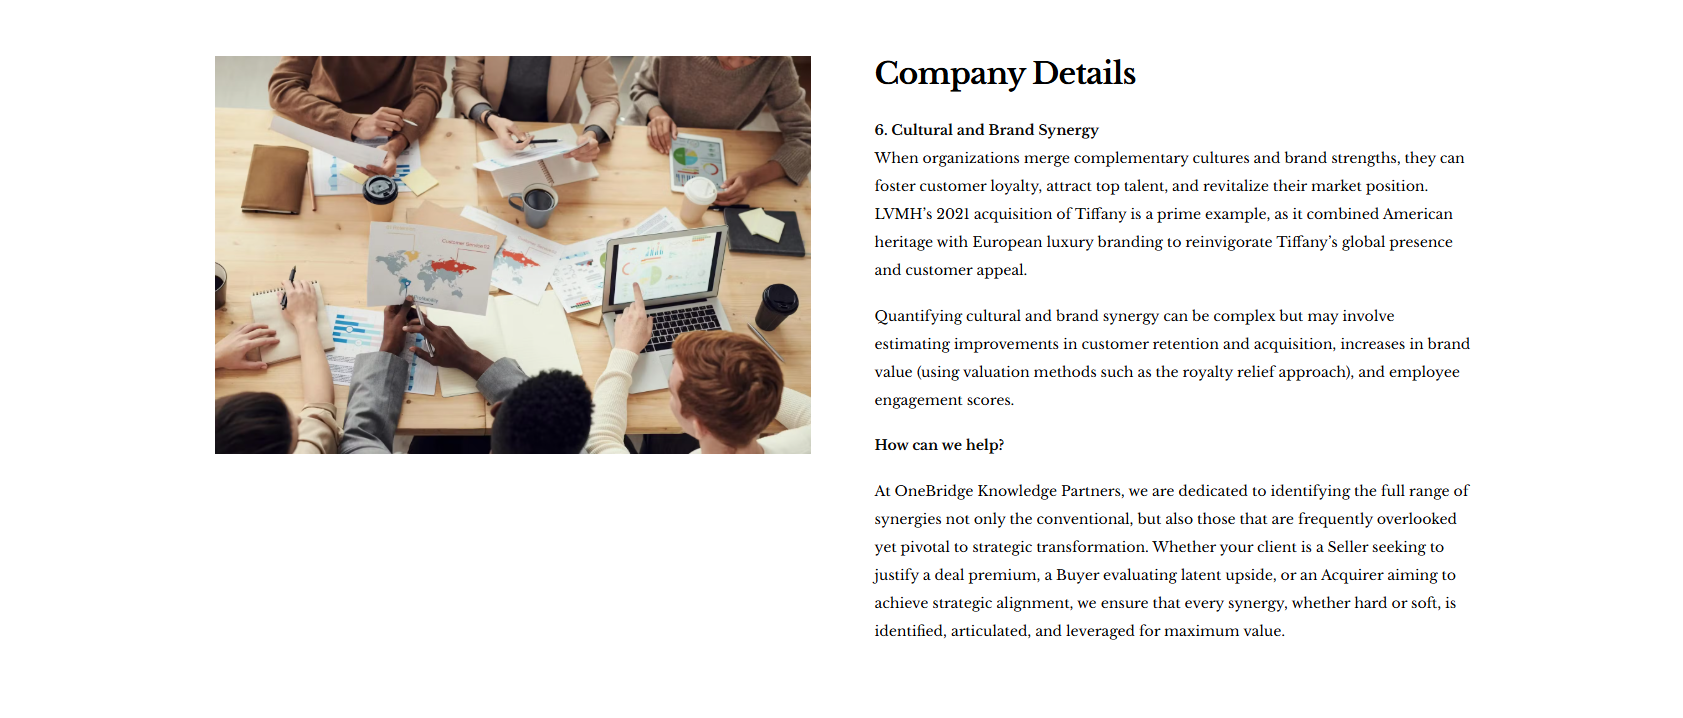 Company Details
6. Cultural and Brand Synergy
When organizations merge complementary cultures and brand strengths, they can
foster customer loyalty, attract top talent, and revitalize their market position.
LVMH's 2021 acquisition of Tiffany is a prime example, as it combined American
heritage with European luxury branding to reinvigorate Tiffany's global presence
and customer appeal.
Quantifying cultural and brand synergy can be complex but may involve
estimating improvements in customer retention and acquisition, increases in brand
value (using valuation methods such as the royalty relief approach), and employee
engagement scores.
How can we help?
At OneBridge Knowledge Partners, we are dedicated to identifying the full range of
synergies not only the conventional, but also those that are frequently overlooked
yet pivotal to strategic transformation. Whether your client is a Seller seeking to
justify a deal premium, a Buyer evaluating latent upside, or an Acquirer aiming to
achieve strategic alignment, we ensure that every synergy, whether hard or soft, is
identified, articulated, and leveraged for maximum value.
Customer Service